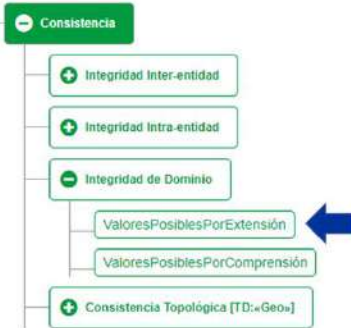 Consistencia
Integridad Inter-entidad
Integridad Intra-entidad
Integridad de Dominio
ValoresPosiblesPorExtensión
ValoresPosiblesPorComprensión
Consistencia Topológica [TD:«Geo»]